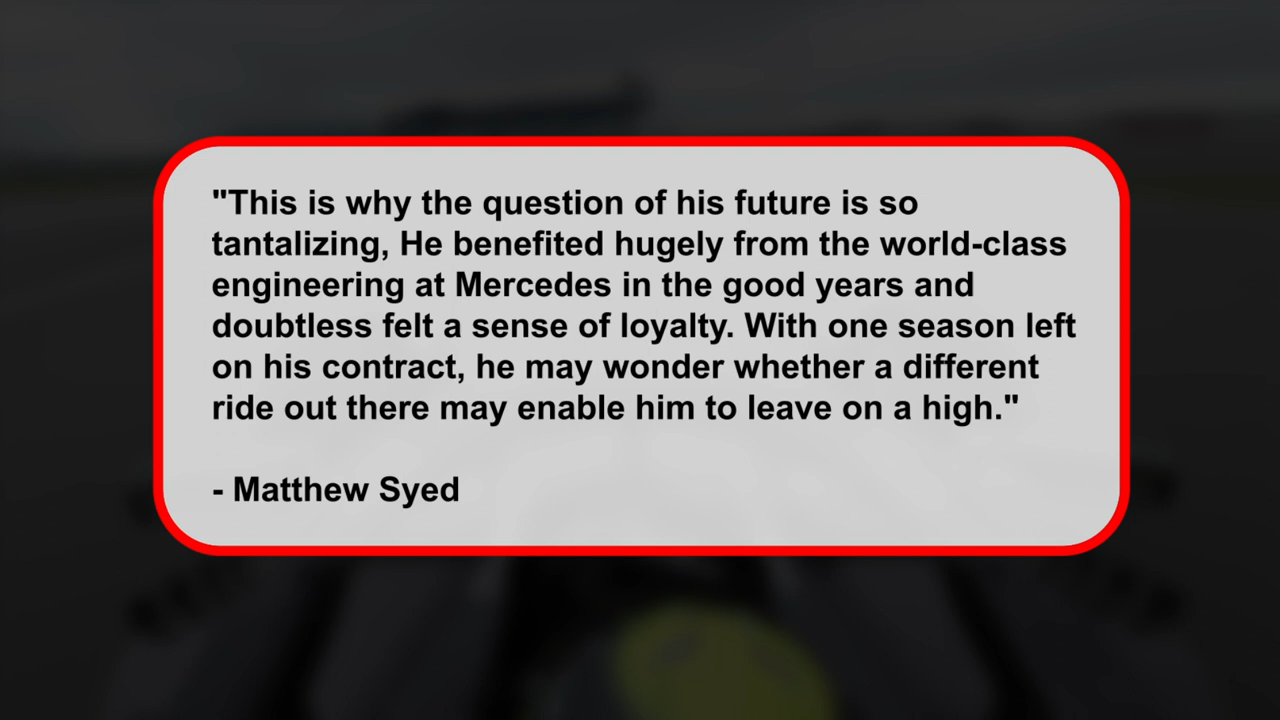 "This is why the question of his future is so
tantalizing, He benefited hugely from the world-class
engineering at Mercedes in the good years and
doubtless felt a sense of loyalty. With one season left
on his contract, he may wonder whether a different
ride out there may enable him to leave on a high."
- Matthew Syed